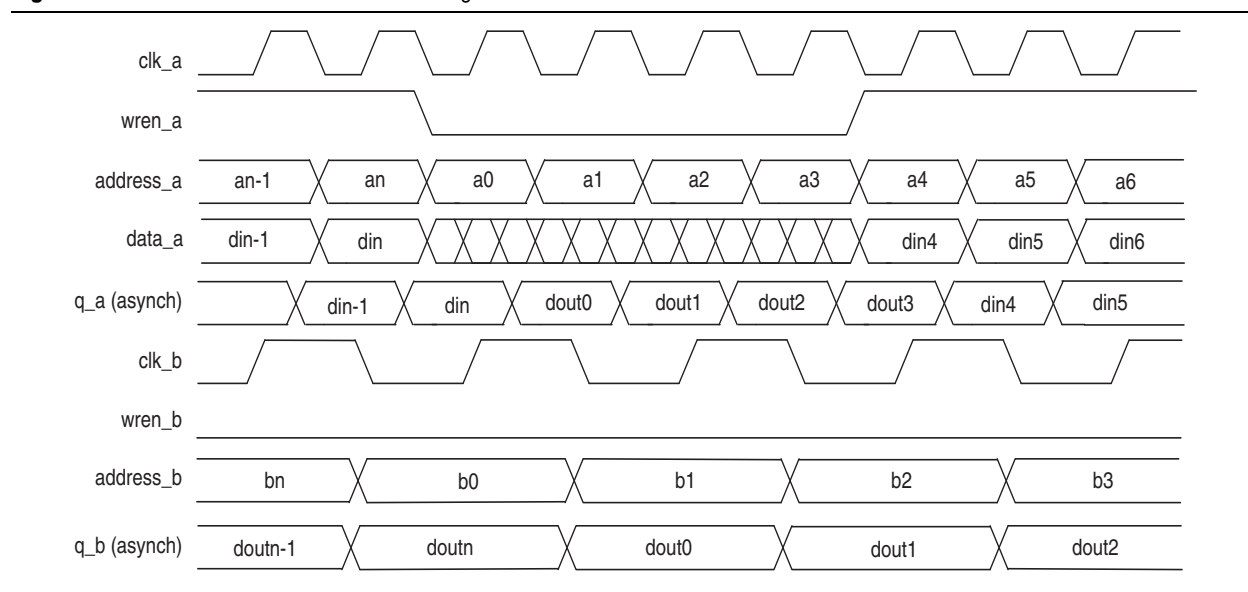 clk_a
wren_a
address_a an-1 an a0 a1 a2 a3 a4 a5 a6
data_a din-1 din din4 din5 din6
q_a (asynch) din-1 din dout0 dout1 dout2 dout3 din4 din5
clk_b
wren_b
address_b bn b0 b1 b2 b3
q_b (asynch) doutn-1 doutn dout0 dout1 dout2